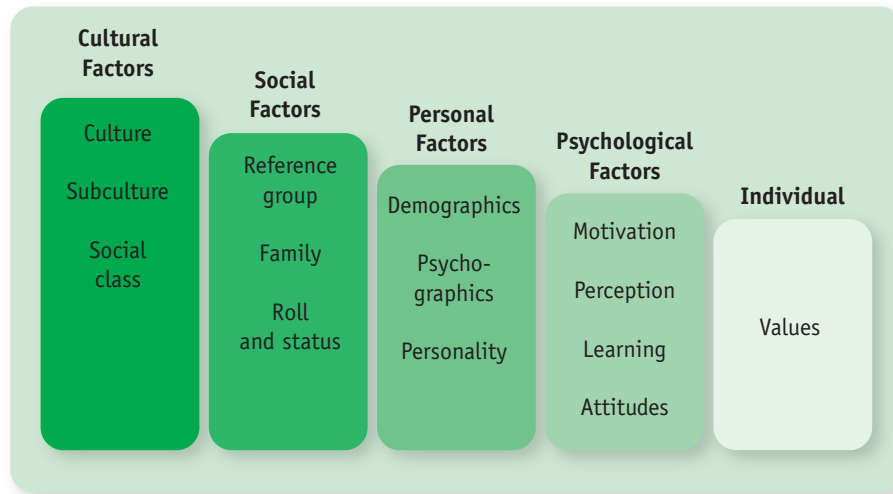 Cultural
Factors
Culture
Subculture
Social
class
Social
Factors
Reference
group
Family
Roll
and status
Personal
Factors
Demographics
Psycho-
graphics
Personality
Psychological
Factors
Motivation
Perception
Learning
Attitudes
Individual
Values